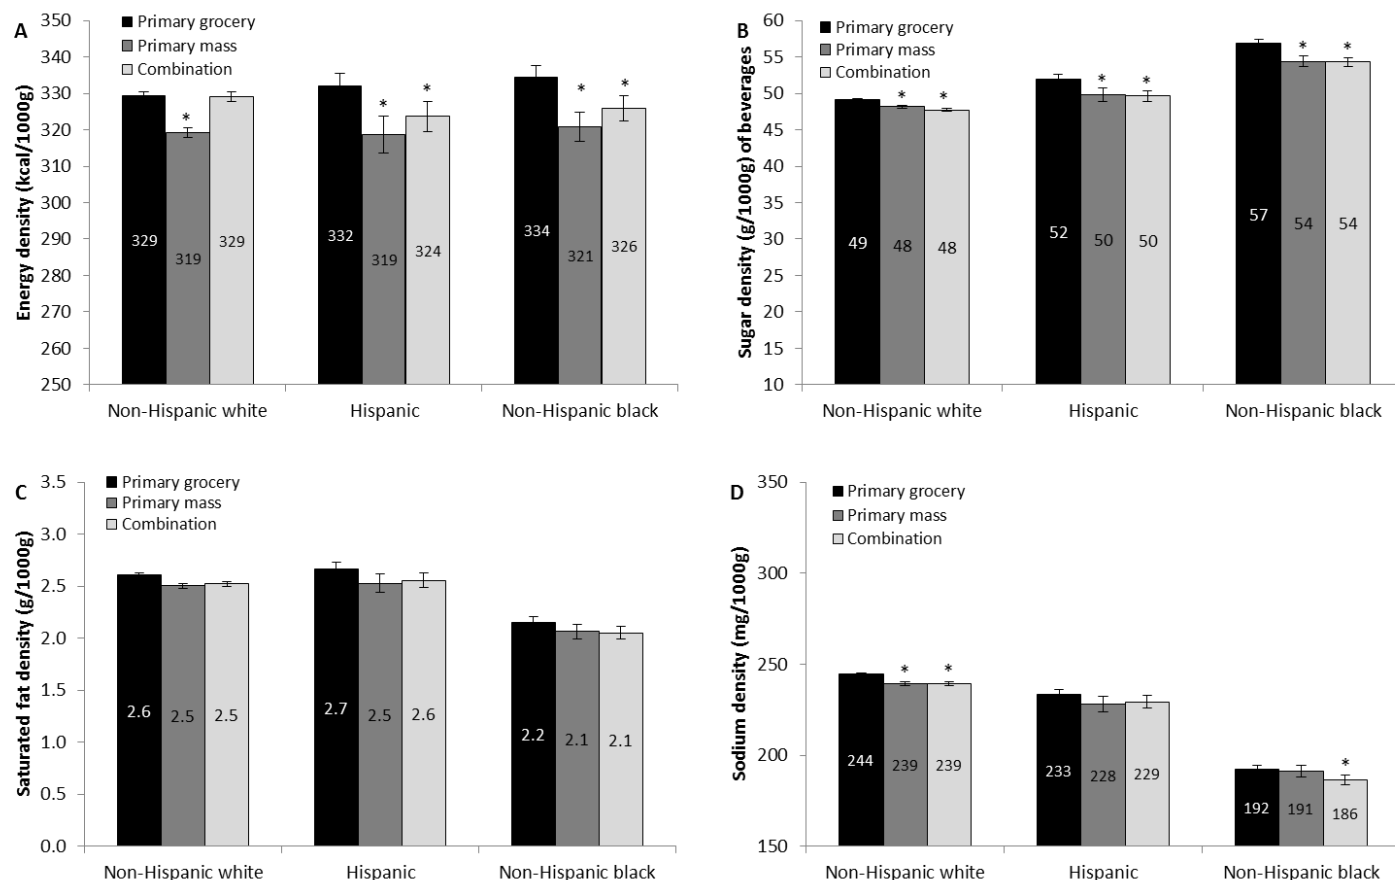 A
Energy density (kcal/1000g)
350
340
330
320
310
300
290
280
270
260
250
Primary grocery
Primary mass
Combination
*
* *
* *
329 319 329
332 319 324
334 321 326
Non-Hispanic white Hispanic Non-Hispanic black
B
Sugar density (g/1000g) of beverages
60
55
50
45
40
35
30
25
20
15
10
Primary grocery
Primary mass
Combination
* *
* *
* *
49 48 48
52 50 50
57 54 54
Non-Hispanic white Hispanic Non-Hispanic black
C
Saturated fat density (g/1000g)
3.5
3.0
2.5
2.0
1.5
1.0
0.5
0.0
Primary grocery
Primary mass
Combination
2.6 2.5 2.5
2.7 2.5 2.6
2.2 2.1 2.1
Non-Hispanic white Hispanic Non-Hispanic black
D
Sodium density (mg/1000g)
350
300
250
200
150
Primary grocery
Primary mass
Combination
* *
*
244 239 239
233 228 229
192 191 186
Non-Hispanic white Hispanic Non-Hispanic black